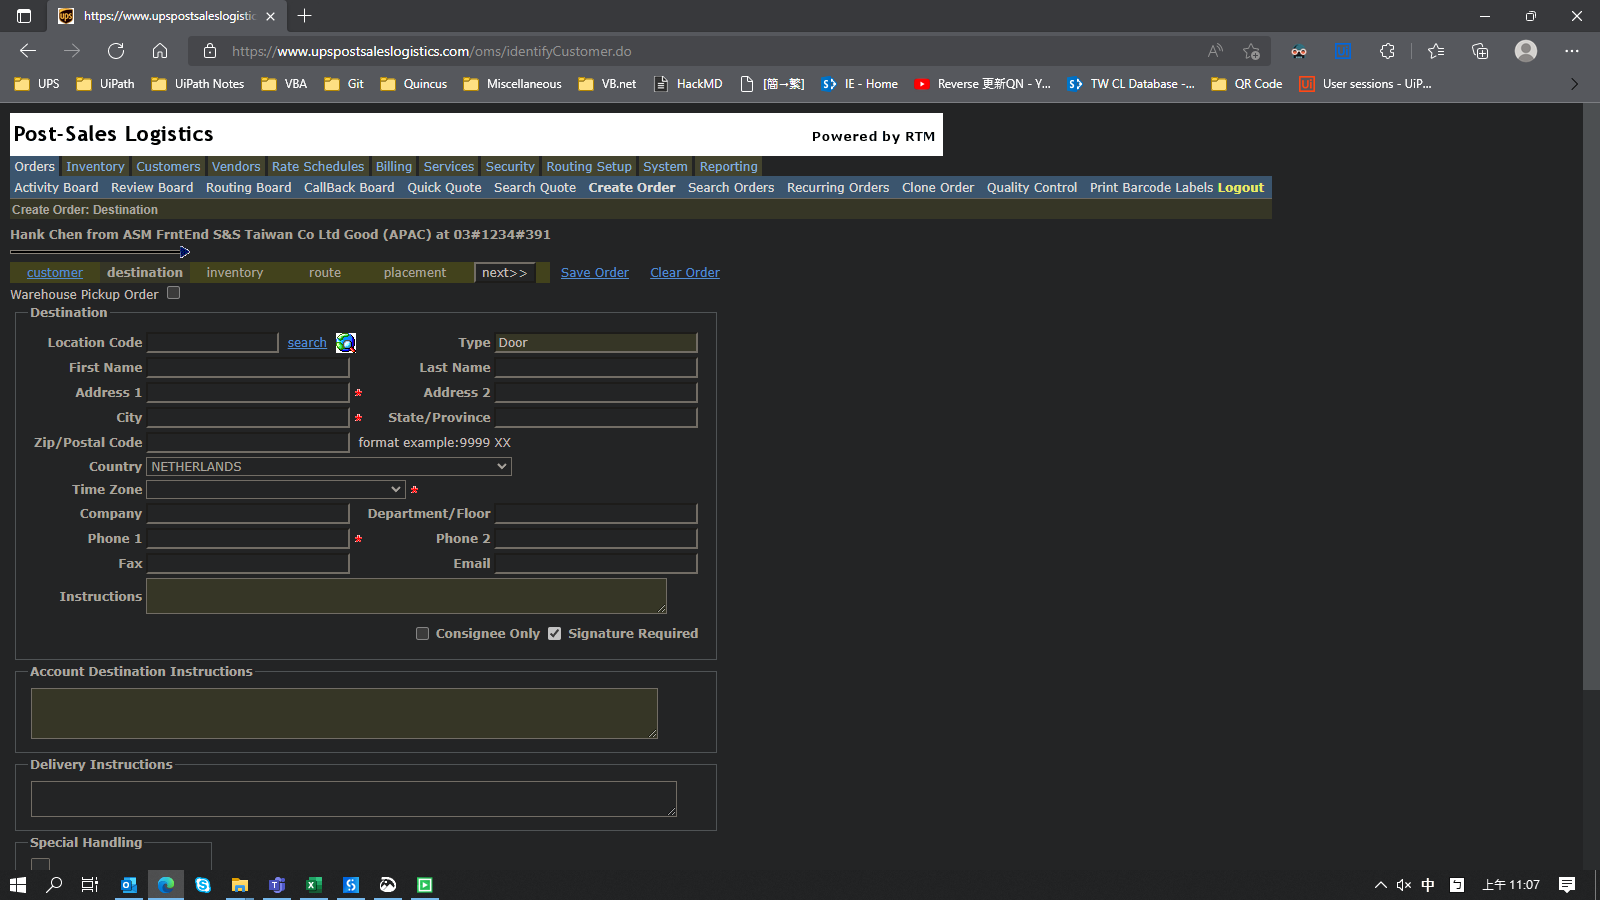 https://www.upspostsaleslogistic
https://www.upspostsaleslogistics.com/oms/identifyCustomer.do
UPS UiPath UiPath Notes VBA Git Quincus Miscellaneous VB.net HackMD [簡→繁] IE - Home Reverse 更新QN - Y... TW CL Database -... QR Code User sessions - UiP...
Post-Sales Logistics Powered by RTM
Orders Inventory Customers Vendors Rate Schedules Billing Services Security Routing Setup System Reporting
Activity Board Review Board Routing Board CallBack Board Quick Quote Search Quote Create Order Search Orders Recurring Orders Clone Order Quality Control Print Barcode Labels Logout
Create Order: Destination
Hank Chen from ASM FrntEnd S&S Taiwan Co Ltd Good (APAC) at 03#1234#391
customer destination inventory route placement next>> Save Order Clear Order
Warehouse Pickup Order
Destination
Location Code search Type Door
First Name Last Name
Address 1 * Address 2
City * State/Province
Zip/Postal Code format example:9999 XX
Country NETHERLANDS
Time Zone *
Company Department/Floor
Phone 1 * Phone 2
Fax Email
Instructions
Consignee Only Signature Required
Account Destination Instructions
Delivery Instructions
Special Handling
中 上午 11:07